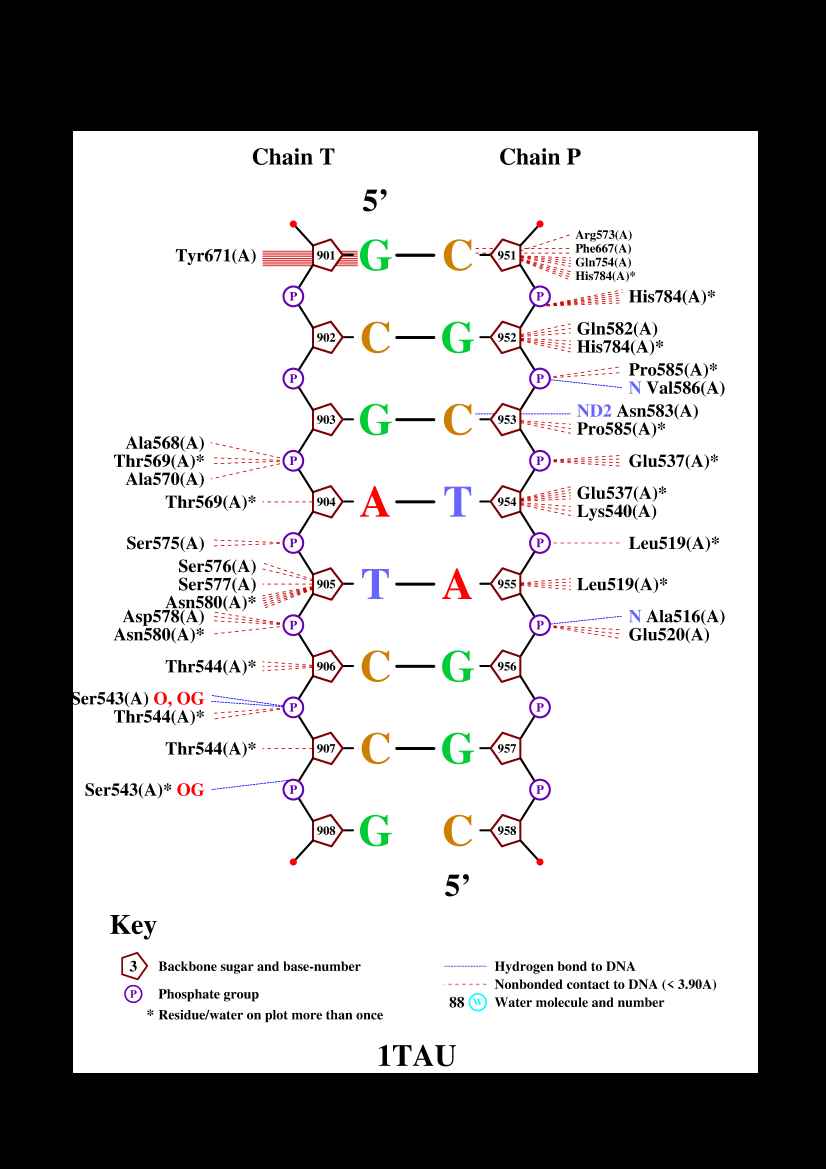 Chain T Chain P
5’
Arg573(A)
Tyr671(A) 901 G C 951 Phe667(A)
Gln754(A)
His784(A)*
P P His784(A)*
Gln582(A)
902 C G 952
His784(A)*
Pro585(A)*
P P
N Val586(A)
ND2 Asn583(A)
903 G C 953
Pro585(A)*
Ala568(A)
Thr569(A)* P P Glu537(A)*
Ala570(A)
Glu537(A)*
Thr569(A)* 904 A T 954
Lys540(A)
Ser575(A) P P Leu519(A)*
Ser576(A)
Ser577(A) 905 T A 955 Leu519(A)*
Asn580(A)*
Asp578(A) N Ala516(A)
P P
Asn580(A)* Glu520(A)
Thr544(A)* 906 C G 956
Ser543(A) O, OG
P P
Thr544(A)*
Thr544(A)* 907 C G 957
Ser543(A)* OG P P
908 G C 958
5’
Key
3 Backbone sugar and base-number
P Phosphate group
* Residue/water on plot more than once
Hydrogen bond to DNA
Nonbonded contact to DNA (< 3.90A)
88 W Water molecule and number
1TAU